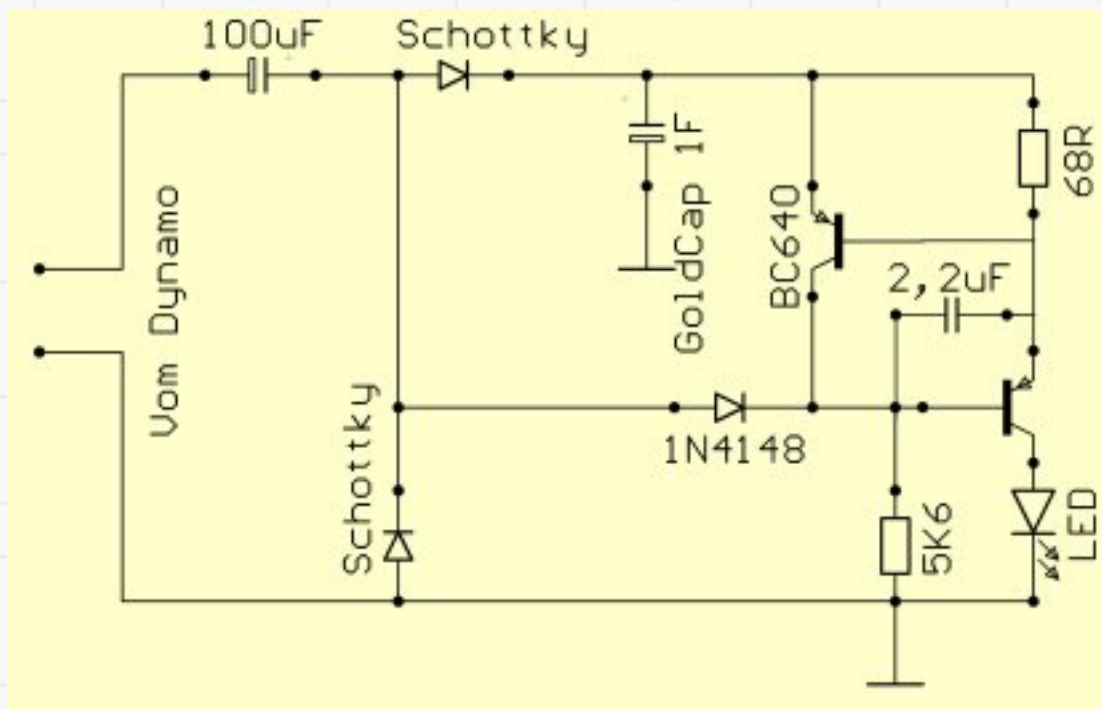 100uF
Schottky
Vom Dynamo
GoldCap 1F
68R
BC640
2,2uF
Schottky
1N4148
5K6
LED